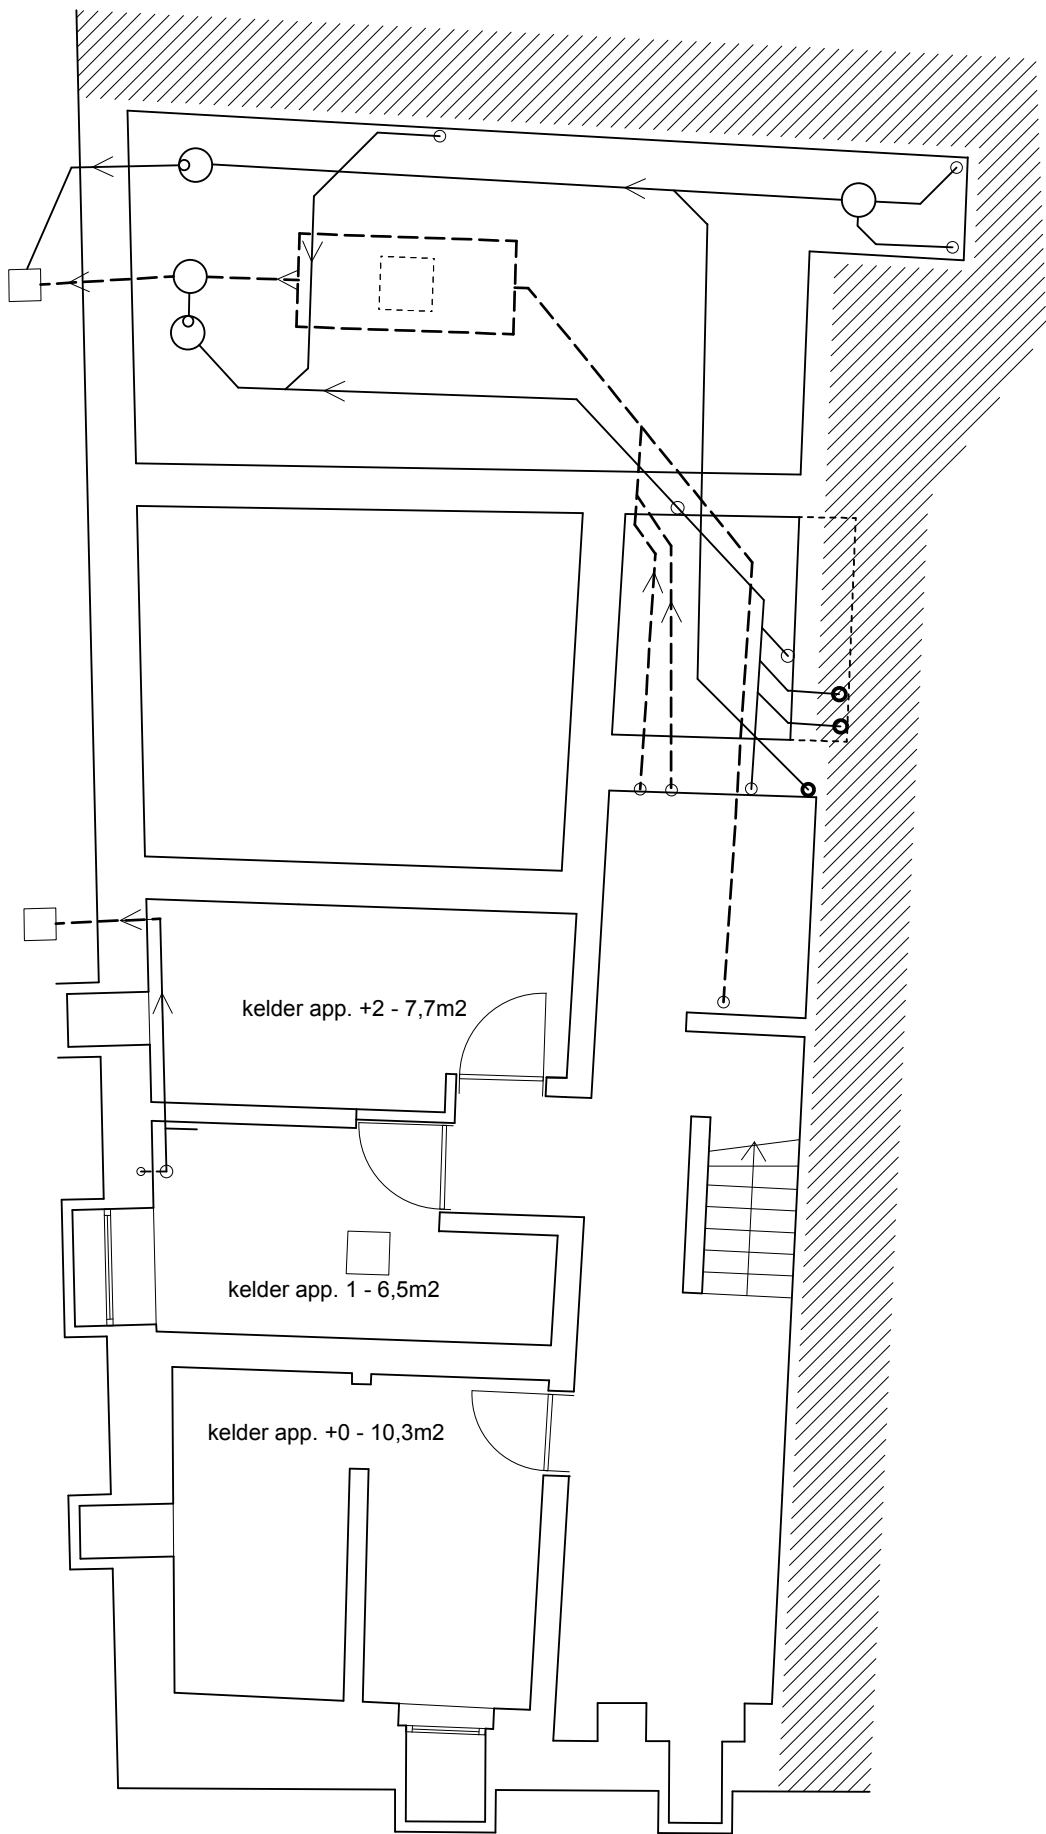 kelder app. +2 - 7,7m2
kelder app. 1 - 6,5m2
kelder app. +0 - 10,3m2